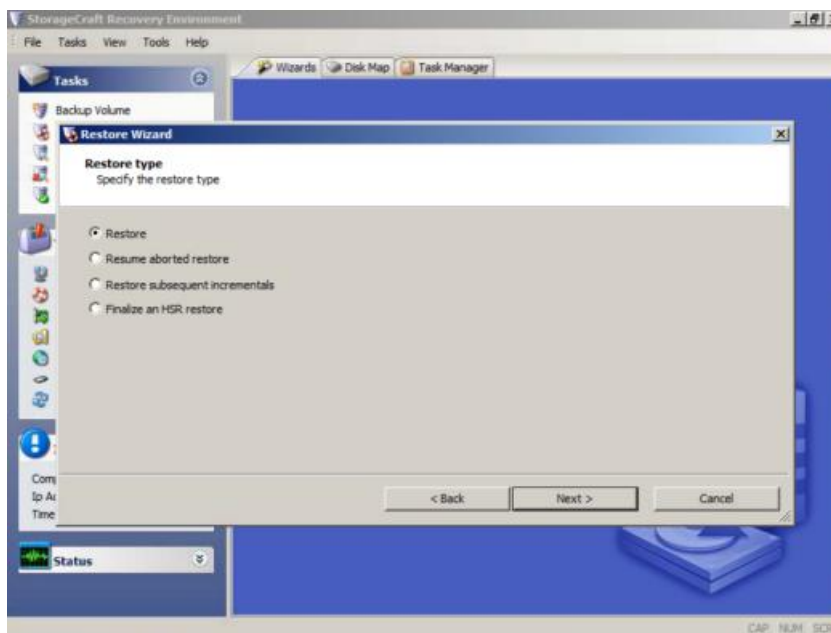 StorageCraft Recovery Environment
File Tasks View Tools Help
Wizards Disk Map Task Manager
Tasks
Backup Volume
Restore Wizard
Restore type
Specify the restore type
Restore
Resume aborted restore
Restore subsequent incrementals
Finalize an HSR restore
< Back Next > Cancel
Time
Status
CAP NUM